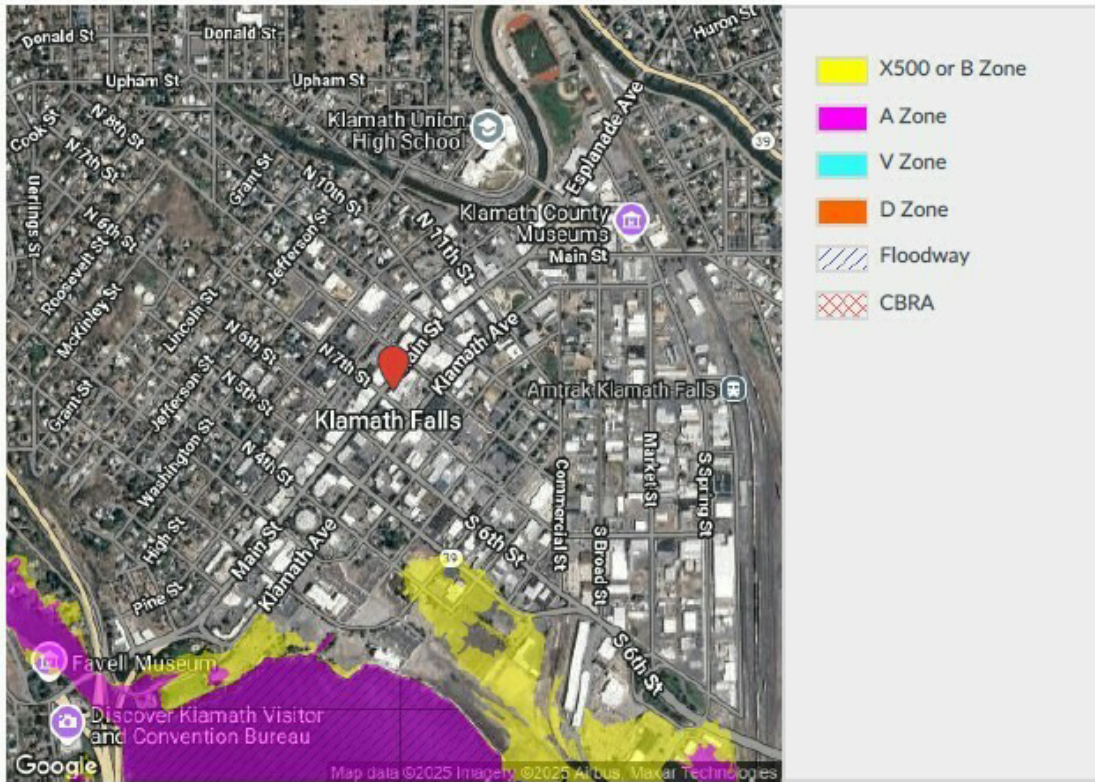 Donald St
Donald St
Huron St
Upham St
Upham St
Cook St
N 8th St
N 7th St
Klamath Union
High School
Esplanade Ave
39
Grant St
N 10th St
Uerlings St
N 6th St
Roosevelt St
Jefferson St
N 11th St
Klamath County
Museums
Main St
McKinley St
Lincoln St
N 6th St
N 7th St
Main St
Klamath Ave
Grant St
Jefferson St
N 5th St
Klamath Falls
Amtrak Klamath Falls
Washington St
N 4th St
Market St
S Spring St
Commercial St
High St
Main St
Klamath Ave
S 6th St
S Broad St
39
Pine St
S 6th St
Favell Museum
Discover Klamath Visitor
and Convention Bureau
Google
Map data ©2025 Imagery ©2025 Airbus, Maxar Technologies
X500 or B Zone
A Zone
V Zone
D Zone
Floodway
CBRA